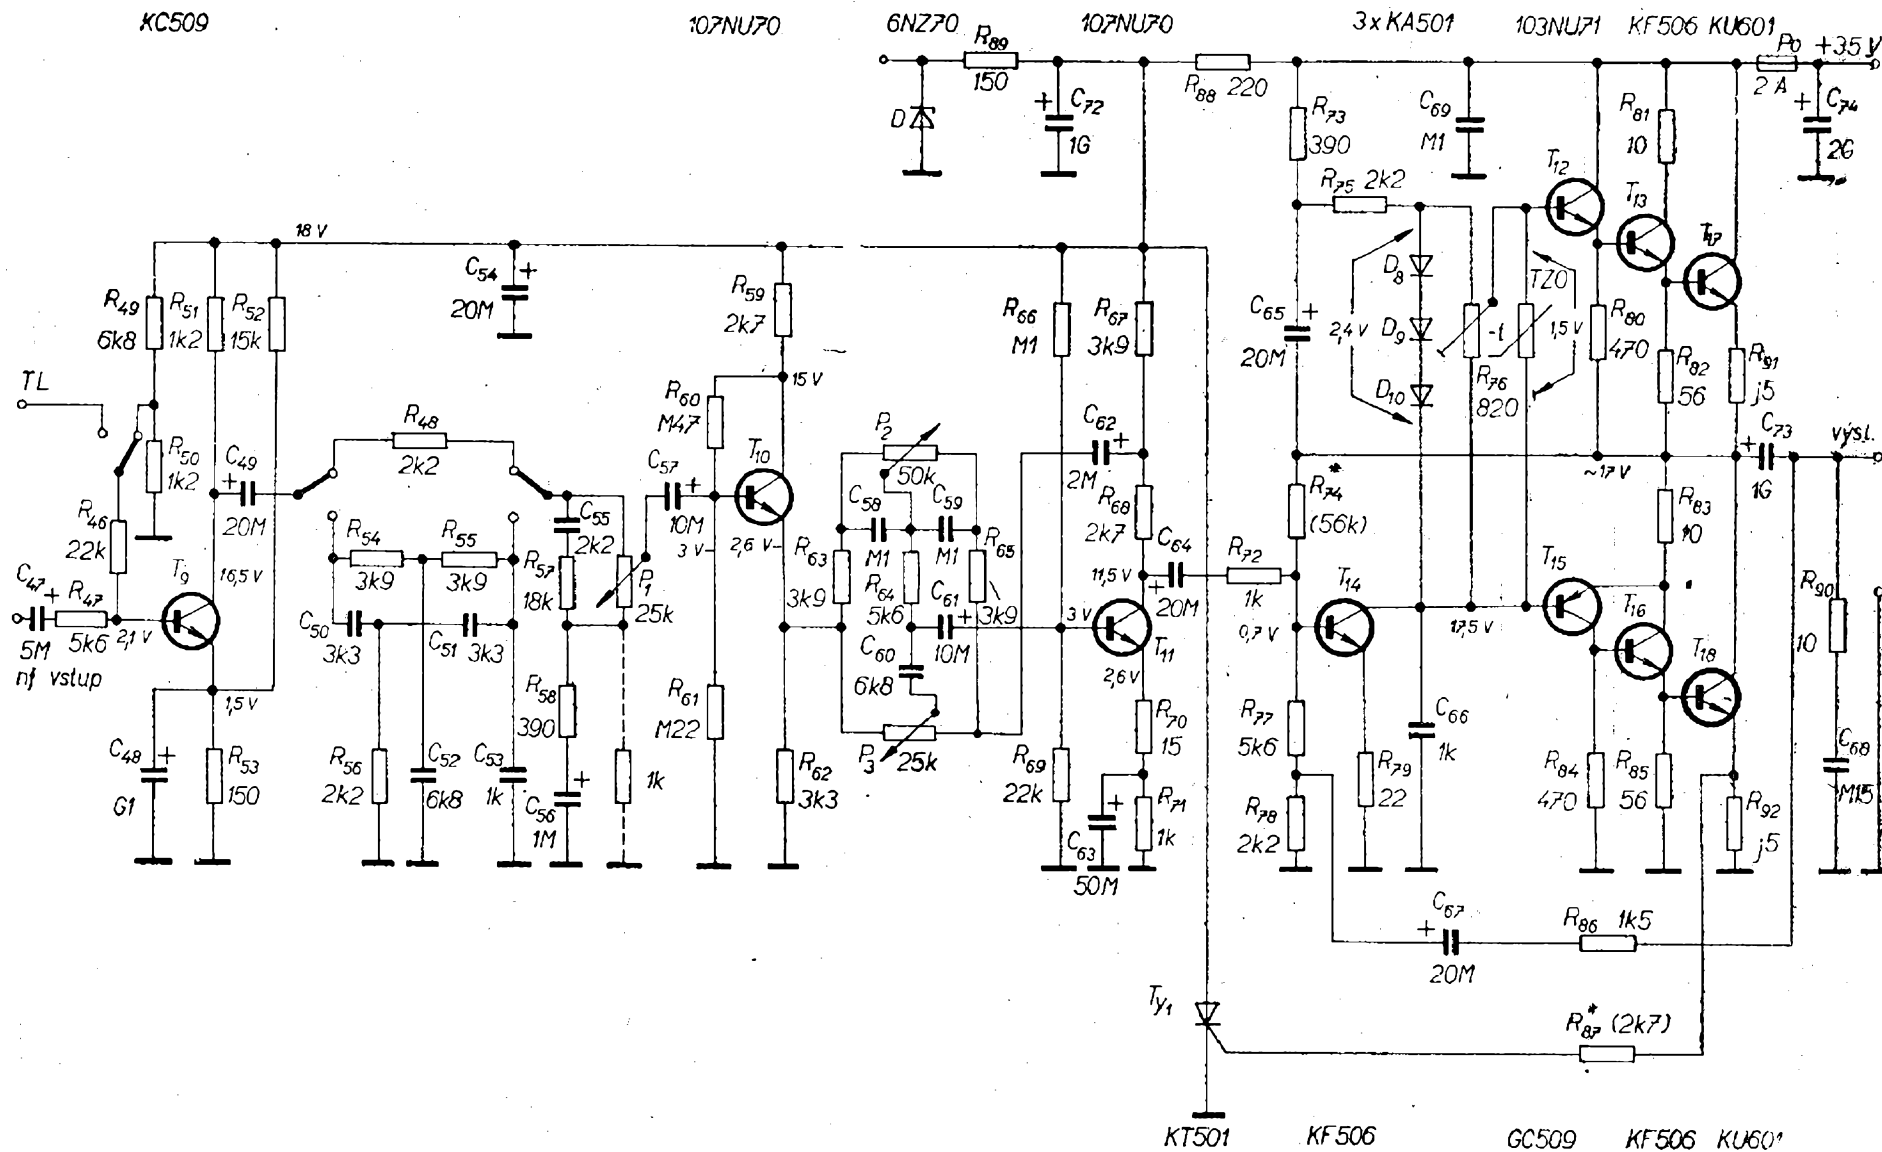 KC509 107NU70 6NZ70 107NU70 3xKA501 103NU71 KF506 KU601
R89
150
D
C72
1G
R88 220
R73
390
C69
M1
R81
10
Po +35 V
2 A
C74
2G
R75 2k2
T12
T13
T17
18 V
C54
20M
R49
6k8
R51
1k2
R52
15k
R59
2k7
R66
M1
R67
3k9
C65
20M
2,4 V
D8
D9
D10
R76
820
-t
TZ0
1,5 V
R80
470
R82
56
R91
j5
TL
R50
1k2
C49
20M
R48
2k2
R60
M47
15 V
T10
C57
10M
3 V
2,6 V
P2
50k
C58
M1
C59
M1
C62
2M
R68
2k7
R74*
(56k)
~17 V
C73
1G
výst.
R83
10
R46
22k
C47
5M
R47
5k6
nf vstup
2,1 V
T9
16,5 V
1,5 V
R54
3k9
R55
3k9
C50
3k3
C51
3k3
C55
2k2
R57
18k
P1
25k
R63
3k9
R64
5k6
R65
3k9
C61
10M
C60
6k8
P3
25k
11,5 V
C64
20M
R72
1k
3 V
T11
2,6 V
0,7 V
T14
17,5 V
T15
T16
T18
R90
10
C48
G1
R53
150
R56
2k2
C52
6k8
C53
1k
R58
390
C56
1M
1k
R61
M22
R62
3k3
R69
22k
R70
15
R71
1k
C63
50M
R77
5k6
R78
2k2
R79
22
C66
1k
R84
470
R85
56
R92
j5
C68
M15
C67
20M
R86 1k5
Ty1
R87* (2k7)
KT501 KF506 GC509 KF506 KU601